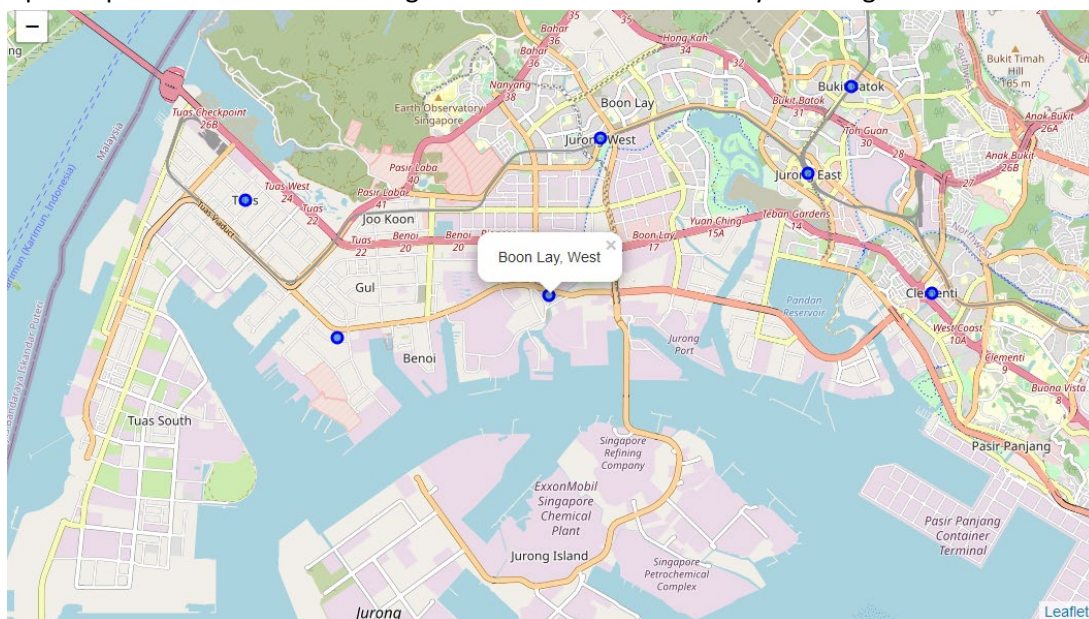 −
Bahar
35
Bahar
36
Hong Kah
34
32
Bukit Timah
Hill
165 m
Nanyang
38
Earth Observatory
Singapore
Boon Lay
Bukit Batok
Bukit Batok
31
Anak Bukit
26A
Tuas Checkpoint
26B
Malaysia
Jurong West
Toh Guan
30
28
Anak Bukit
26B
27
Pasir Laba
40
Jurong East
Tuas West
24
Pasir Laba
41
Tuas
Tuas
22
Joo Koon
Tuas Viaduct
Tuas
22
Benoi
20
Benoi
20
Boon Lay
17
Yuan Ching
15A
Teban Gardens
14
Boon Lay, West
×
Gul
Clementi
Pandan
Reservoir
West Coast
10A
Jurong
Port
Benoi
Clementi
9
Buona Vista
8
Tuas South
Pasir Panjang
Singapore
Refining
Company
ExxonMobil
Singapore
Chemical
Plant
Pasir Panjang
Container
Terminal
Jurong Island
Singapore
Petrochemical
Complex
Jurong
Leaflet